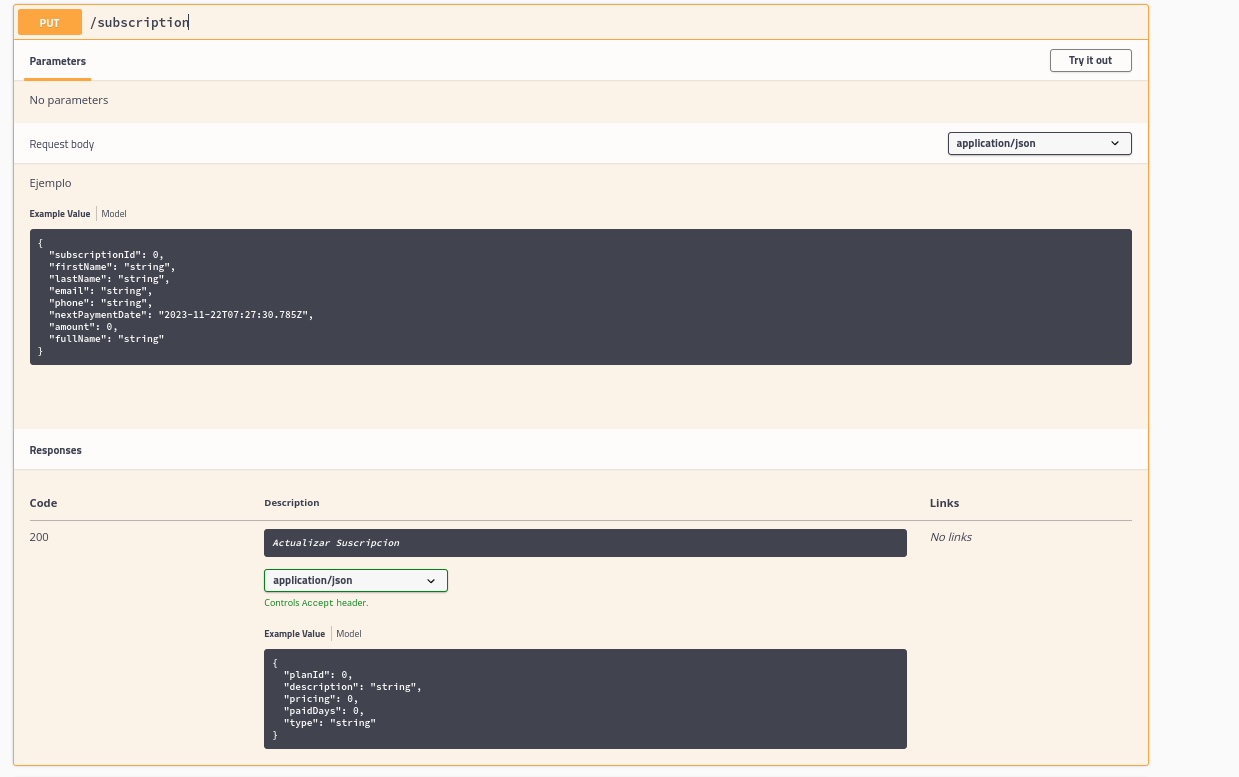 PUT /subscription
Parameters
Try it out
No parameters
Request body
application/json
Ejemplo
Example Value Model
{
  "subscriptionId": 0,
  "firstName": "string",
  "lastName": "string",
  "email": "string",
  "phone": "string",
  "nextPaymentDate": "2023-11-22T07:27:30.785Z",
  "amount": 0,
  "fullName": "string"
}
Responses
Code Description Links
200 Actualizar Suscripcion No links
application/json
Controls Accept header.
Example Value Model
{
  "planId": 0,
  "description": "string",
  "pricing": 0,
  "paidDays": 0,
  "type": "string"
}